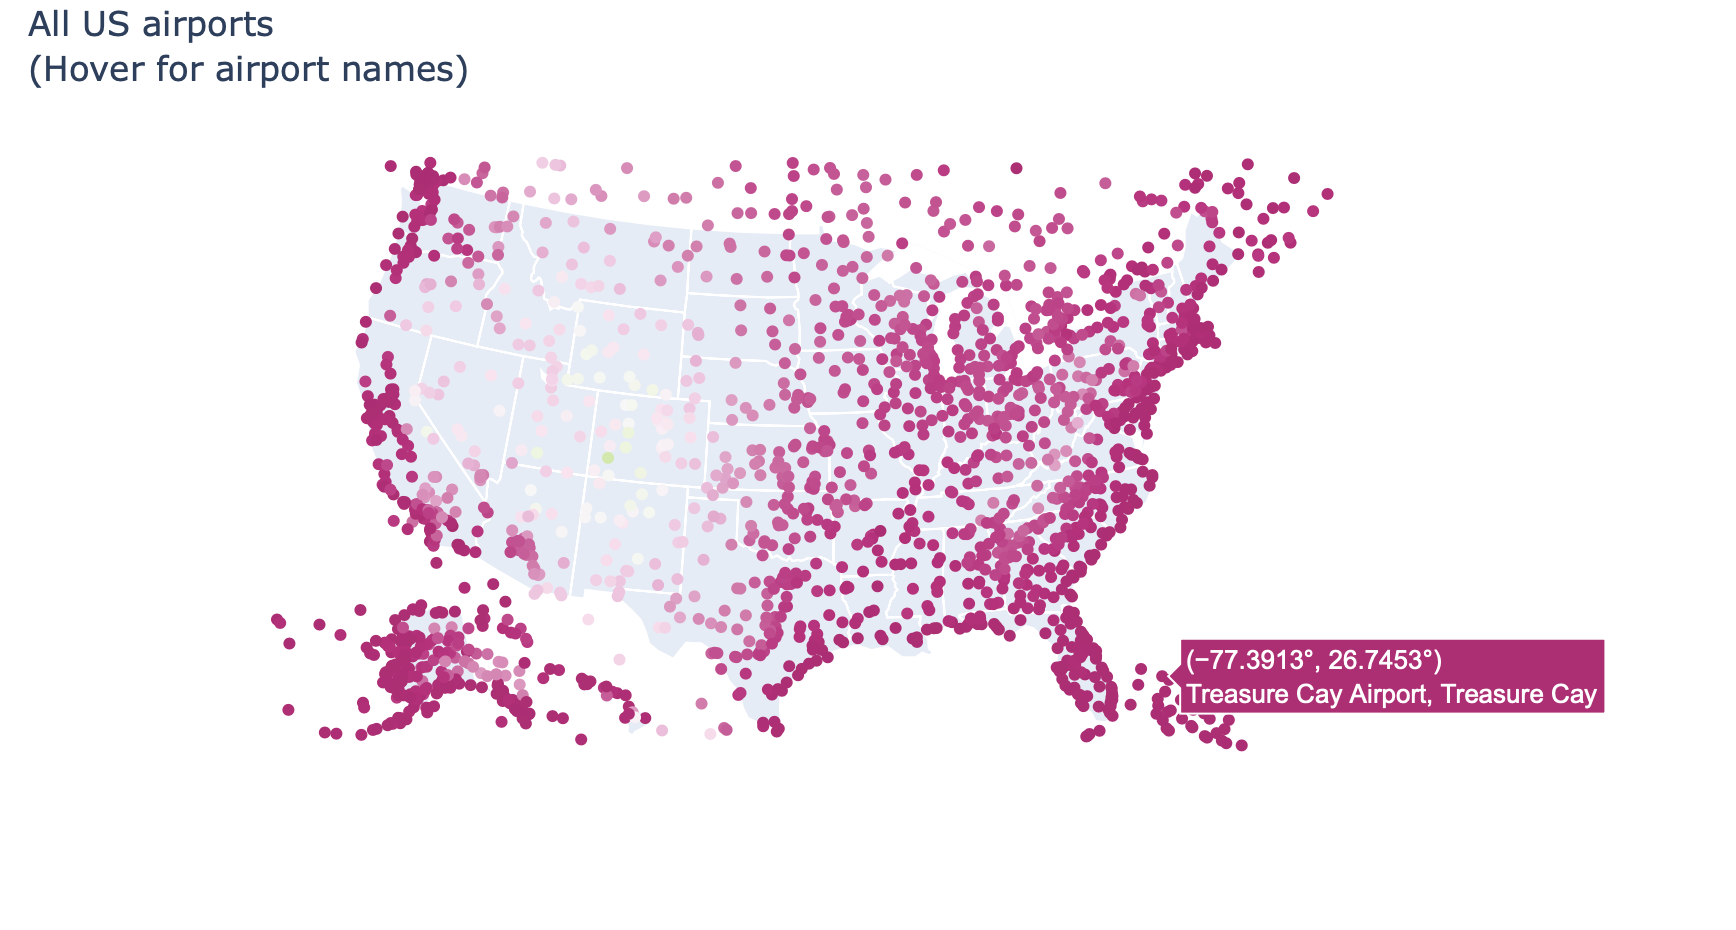 All US airports
(Hover for airport names)
(−77.3913°, 26.7453°)
Treasure Cay Airport, Treasure Cay